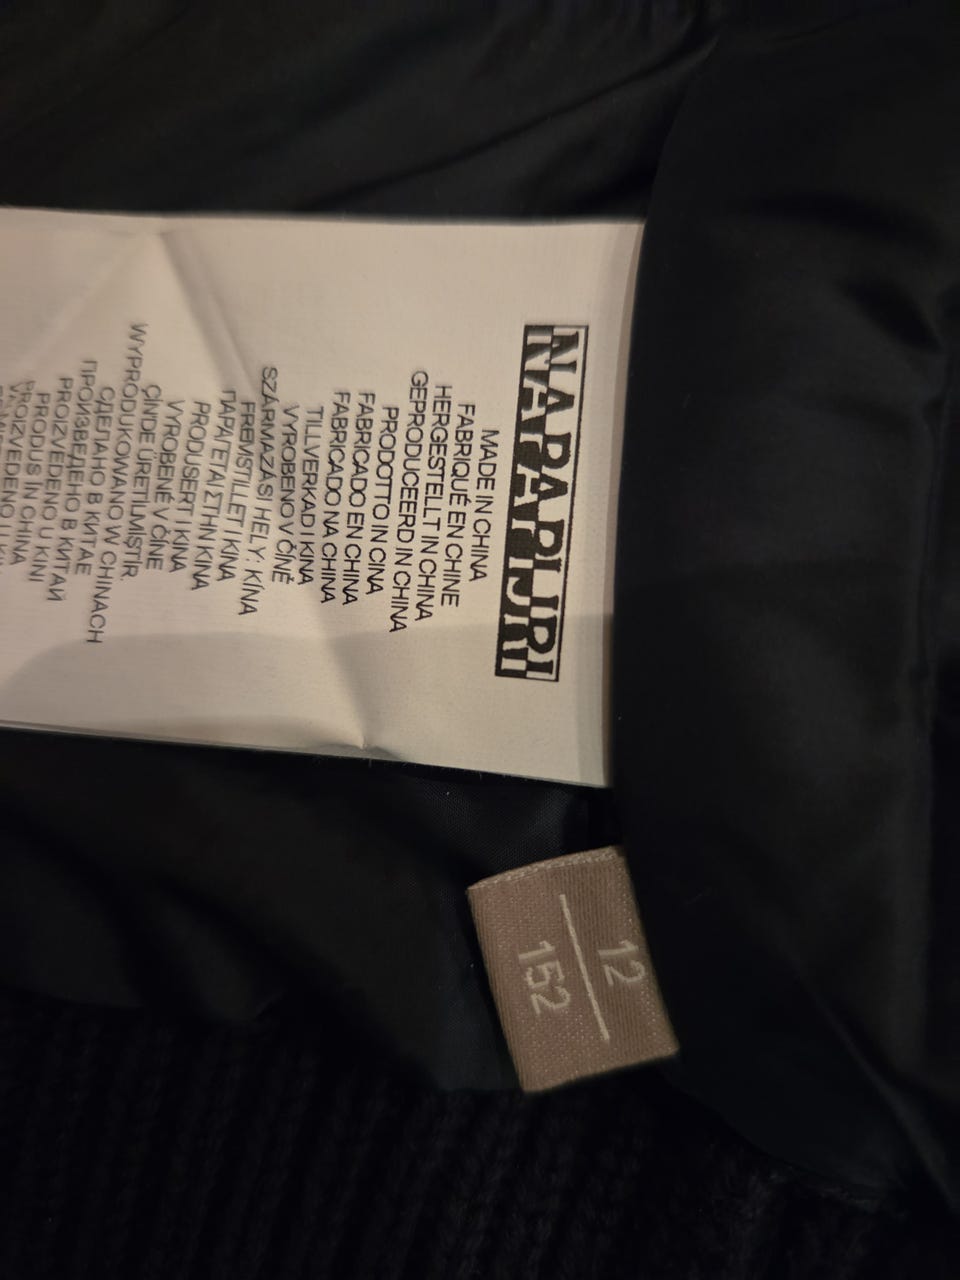 NAPAPIJRI
MADE IN CHINA
FABRIQUÉ EN CHINE
HERGESTELLT IN CHINA
GEPRODUCEERD IN CHINA
PRODOTTO IN CINA
FABRICADO EN CHINA
FABRICADO NA CHINA
TILLVERKAD I KINA
VYROBENO V ČÍNĚ
SZÁRMAZÁSI HELY: KÍNA
FREMSTILLET I KINA
ΠΑΡΑΓΕΤΑΙ ΣΤΗΝ ΚΙΝΑ
PRODUSERT I KINA
VYROBENÉ V ČÍNE
ÇİNDE ÜRETİLMİŞTİR.
WYPRODUKOWANO W CHINACH
СДЕЛАНО В КИТАЕ
ПРОИЗВЕДЕНО В КИТАЙ
PROIZVEDENO U KINI
PRODUS ÎN CHINA
12
152